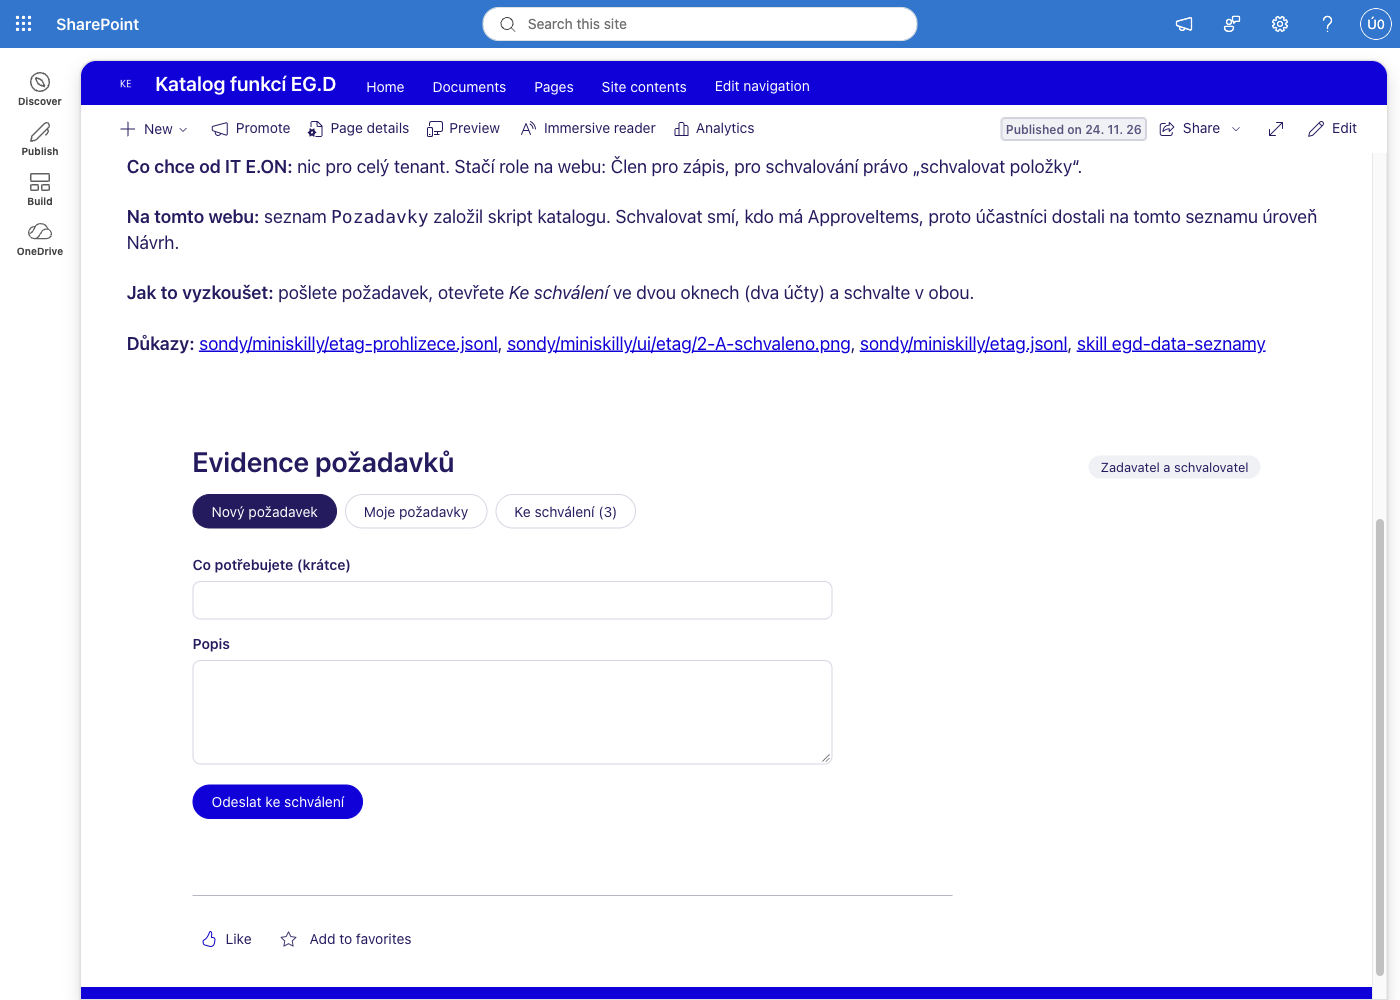 SharePoint
Search this site
Ú0
Discover
Publish
Build
OneDrive
KE
Katalog funkcí EG.D
Home
Documents
Pages
Site contents
Edit navigation
New
Promote
Page details
Preview
Immersive reader
Analytics
Published on 24. 11. 26
Share
Edit
Co chce od IT E.ON: nic pro celý tenant. Stačí role na webu: Člen pro zápis, pro schvalování právo „schvalovat položky“.
Na tomto webu: seznam Pozadavky založil skript katalogu. Schvalovat smí, kdo má ApproveItems, proto účastníci dostali na tomto seznamu úroveň
Návrh.
Jak to vyzkoušet: pošlete požadavek, otevřete Ke schválení ve dvou oknech (dva účty) a schvalte v obou.
Důkazy: sondy/miniskilly/etag-prohlizece.jsonl, sondy/miniskilly/ui/etag/2-A-schvaleno.png, sondy/miniskilly/etag.jsonl, skill egd-data-seznamy
Evidence požadavků
Zadavatel a schvalovatel
Nový požadavek
Moje požadavky
Ke schválení (3)
Co potřebujete (krátce)
Popis
Odeslat ke schválení
Like
Add to favorites